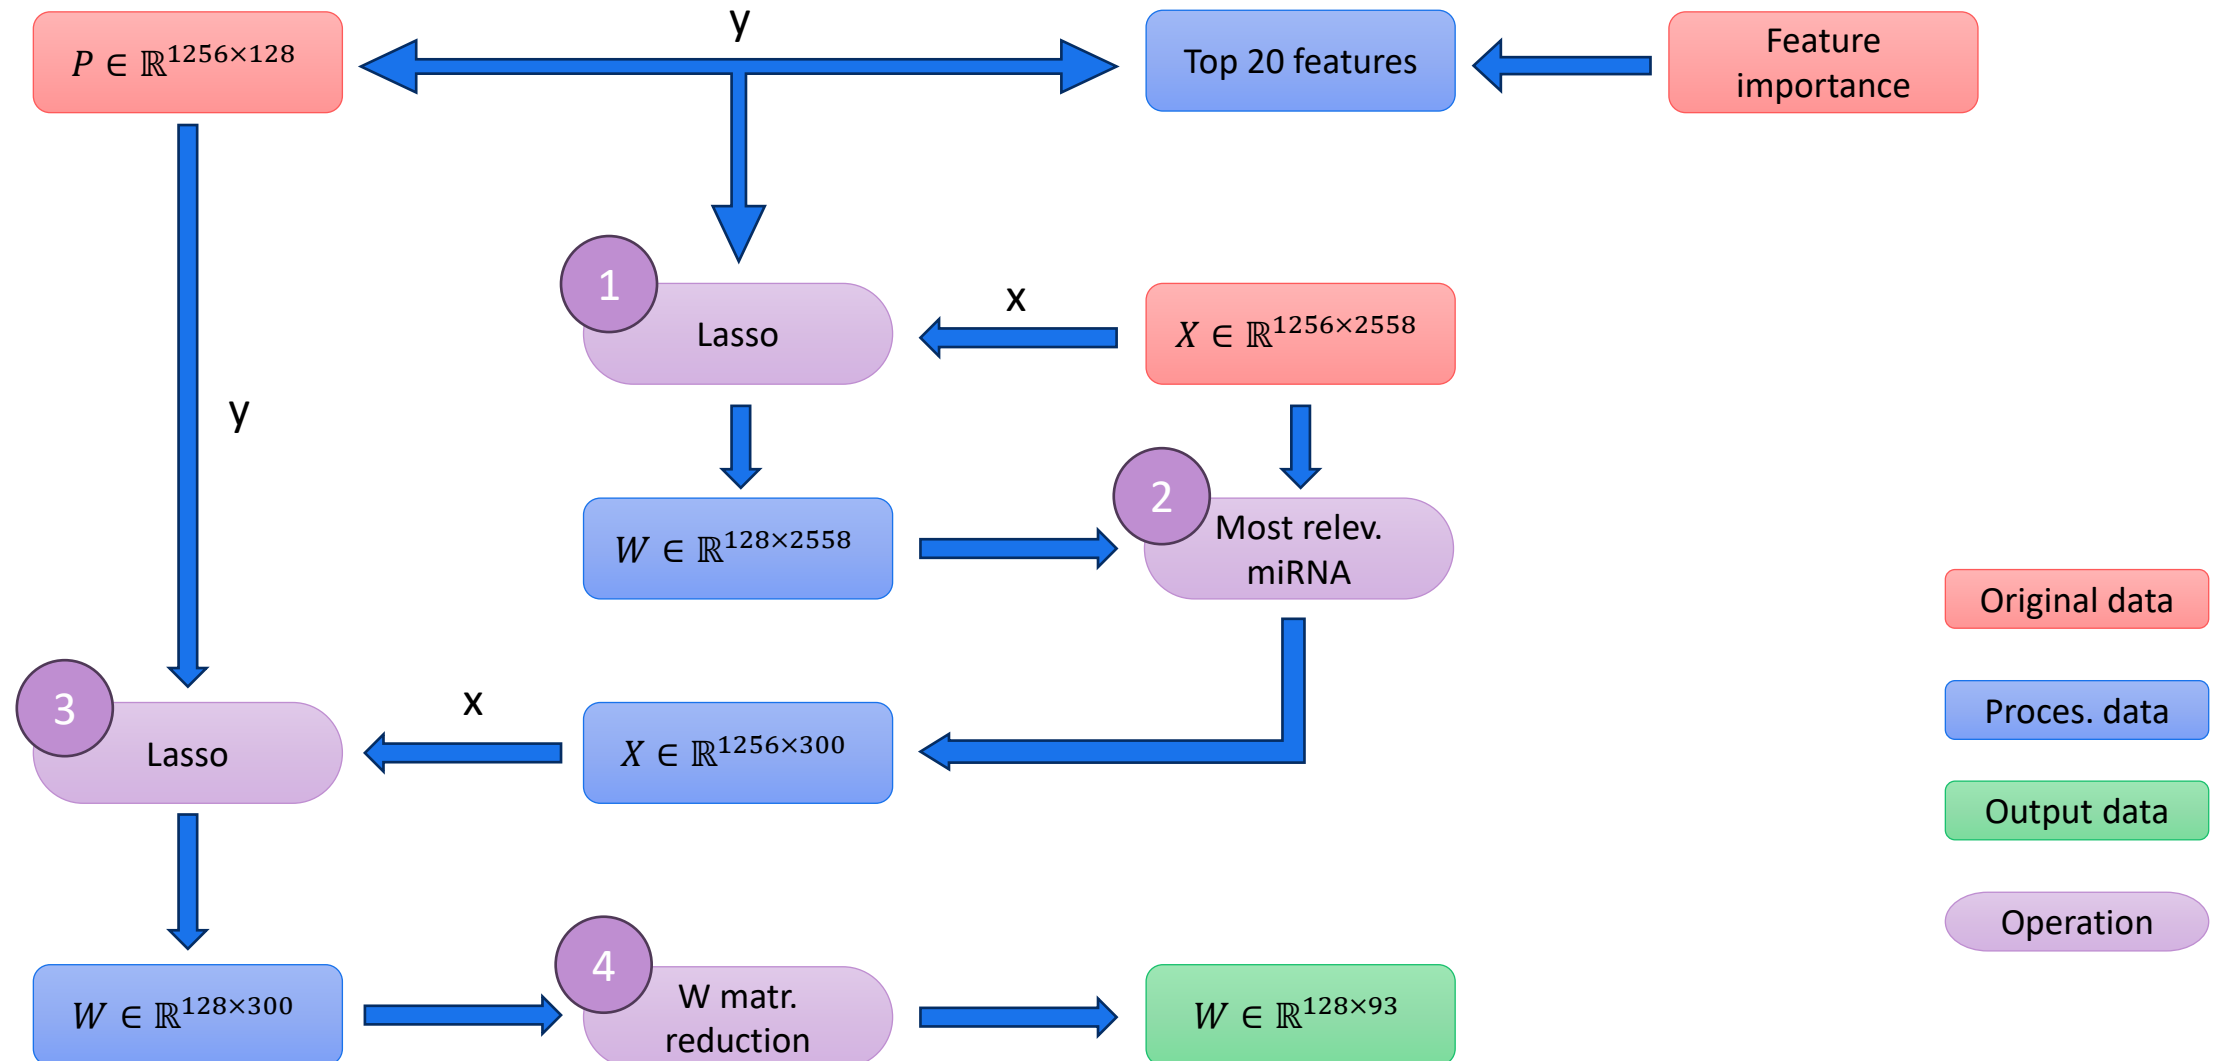 P ∈ ℝ^{1256×128}
y
Top 20 features
Feature
importance
1
Lasso
x
X ∈ ℝ^{1256×2558}
y
W ∈ ℝ^{128×2558}
2
Most relev.
miRNA
3
Lasso
x
X ∈ ℝ^{1256×300}
W ∈ ℝ^{128×300}
4
W matr.
reduction
W ∈ ℝ^{128×93}
Original data
Proces. data
Output data
Operation